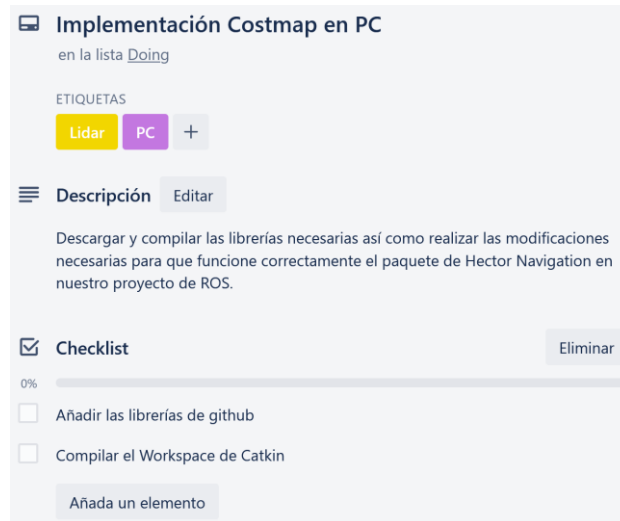 Implementación Costmap en PC
en la lista Doing
ETIQUETAS
Lidar PC +
Descripción Editar
Descargar y compilar las librerías necesarias así como realizar las modificaciones
necesarias para que funcione correctamente el paquete de Hector Navigation en
nuestro proyecto de ROS.
Checklist Eliminar
0%
Añadir las librerías de github
Compilar el Workspace de Catkin
Añada un elemento